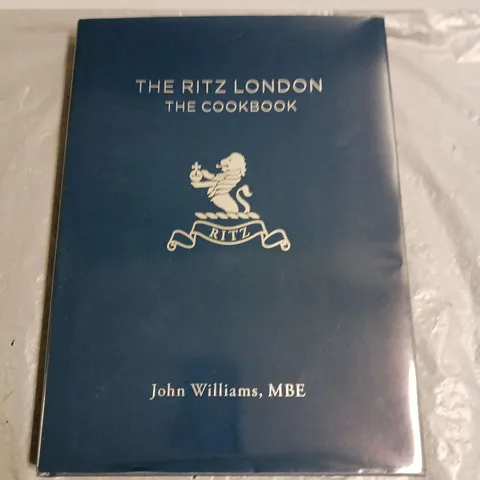 THE RITZ LONDON
THE COOKBOOK
RITZ
John Williams, MBE